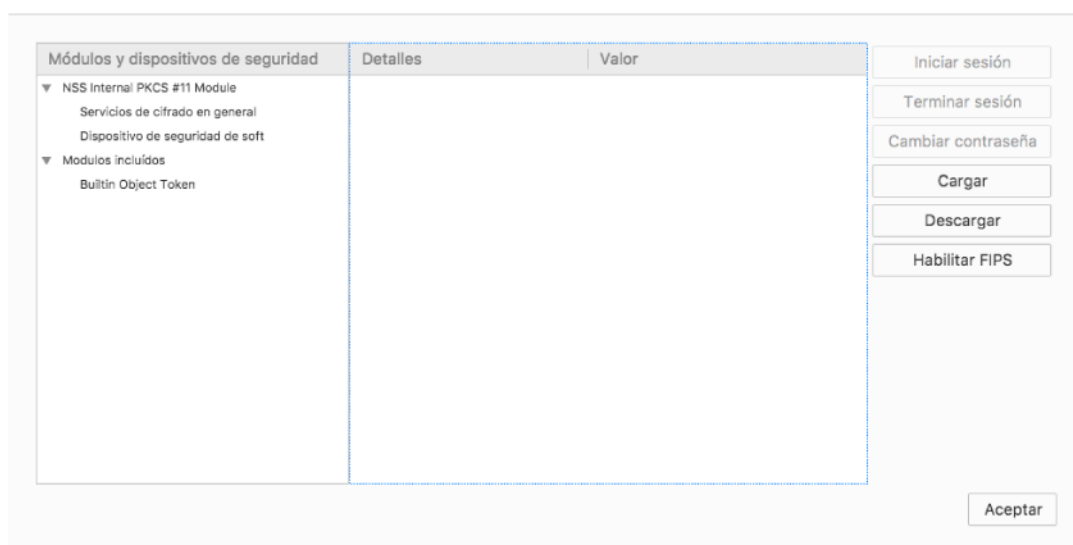 Módulos y dispositivos de seguridad
Detalles
Valor
NSS Internal PKCS #11 Module
Servicios de cifrado en general
Dispositivo de seguridad de soft
Modulos incluídos
Builtin Object Token
Iniciar sesión
Terminar sesión
Cambiar contraseña
Cargar
Descargar
Habilitar FIPS
Aceptar